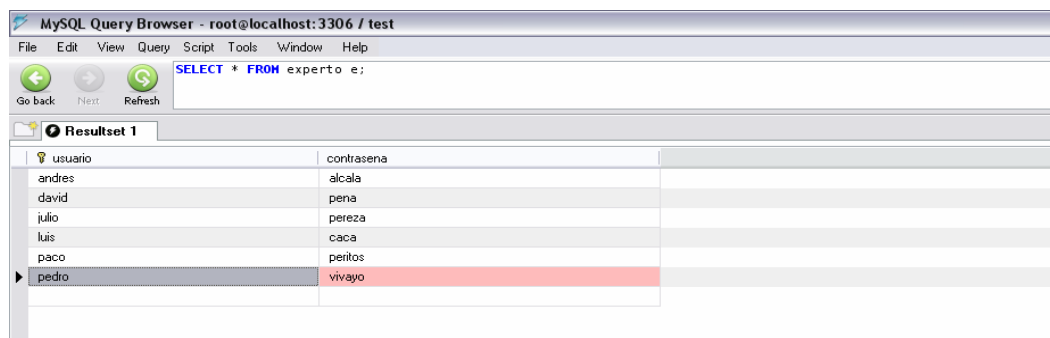 MySQL Query Browser - root@localhost:3306 / test
File Edit View Query Script Tools Window Help
SELECT * FROM experto e;
Go back Next Refresh
Resultset 1
usuario contrasena
andres alcala
david pena
julio pereza
luis caca
paco peritos
pedro vivayo